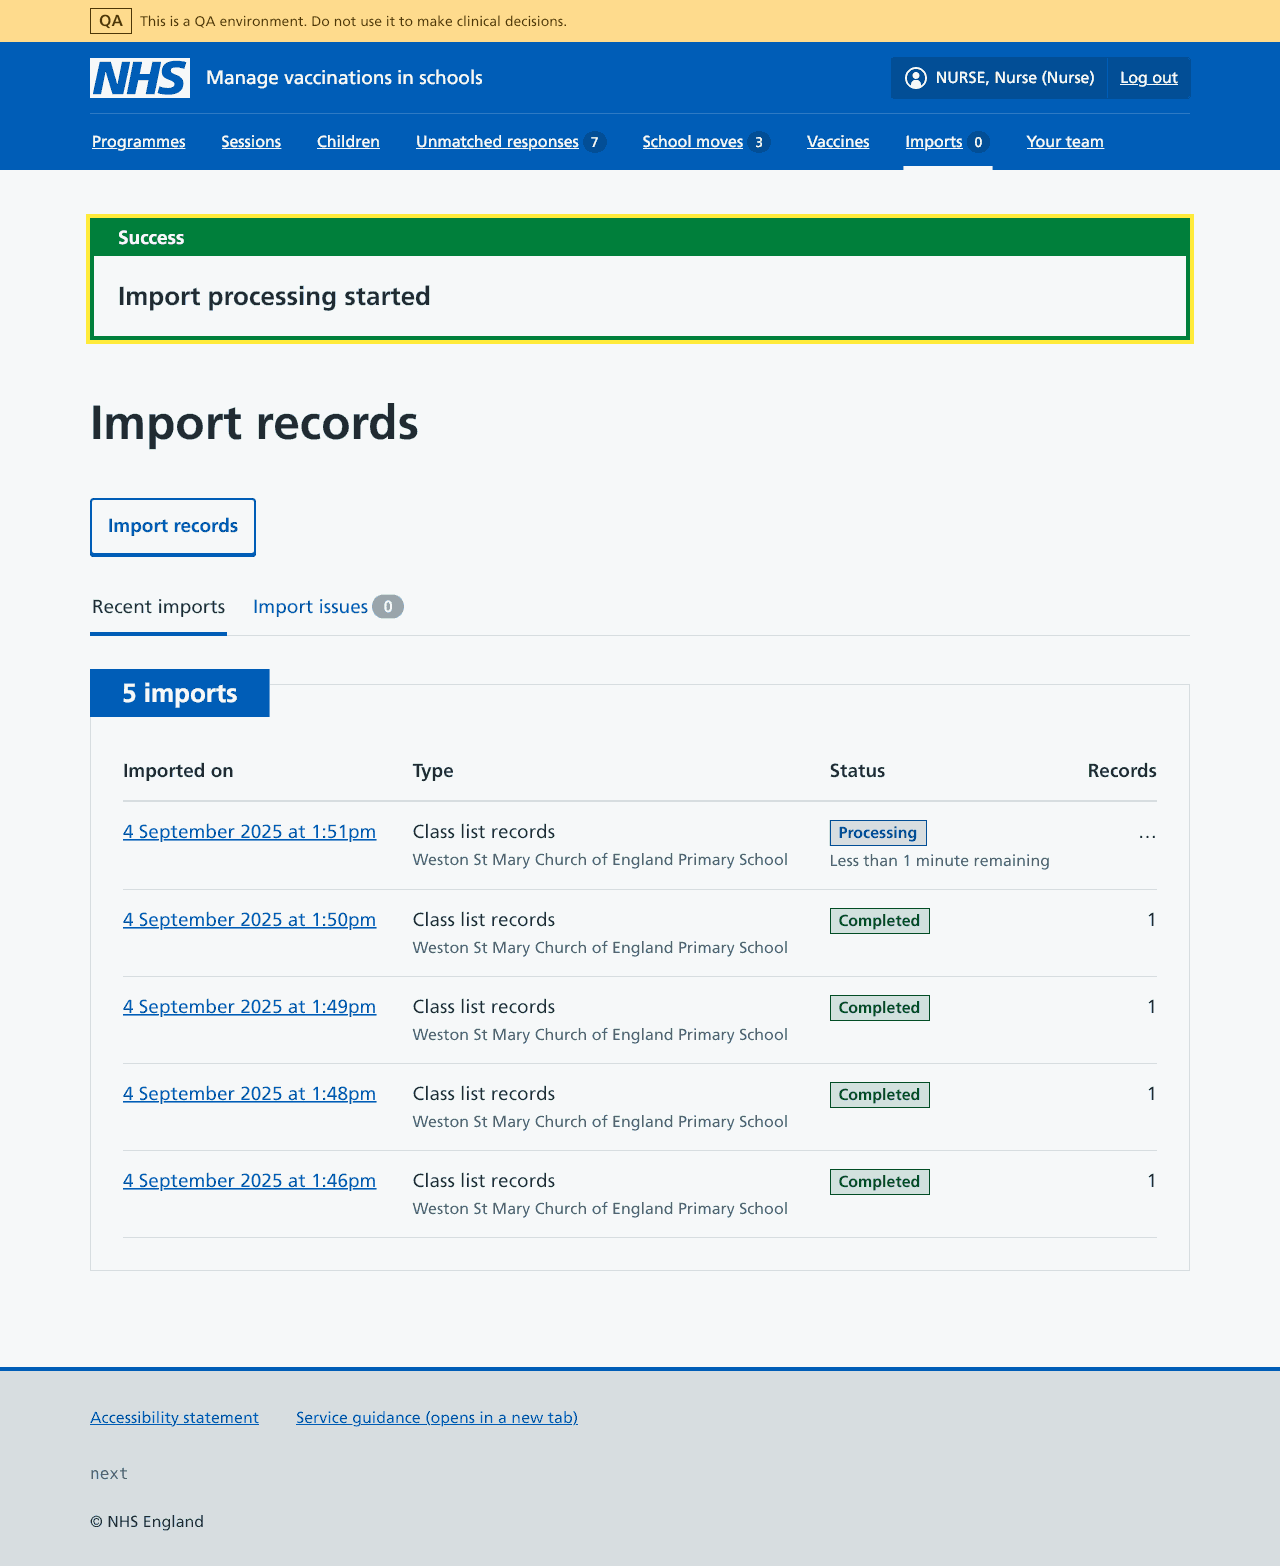 QA This is a QA environment. Do not use it to make clinical decisions.
NHS Manage vaccinations in schools NURSE, Nurse (Nurse) Log out
Programmes Sessions Children Unmatched responses 7 School moves 3 Vaccines Imports 0 Your team
Success
Import processing started
Import records
Import records
Recent imports Import issues 0
5 imports
Imported on Type Status Records
4 September 2025 at 1:51pm Class list records Processing ...
Weston St Mary Church of England Primary School Less than 1 minute remaining
4 September 2025 at 1:50pm Class list records Completed 1
Weston St Mary Church of England Primary School
4 September 2025 at 1:49pm Class list records Completed 1
Weston St Mary Church of England Primary School
4 September 2025 at 1:48pm Class list records Completed 1
Weston St Mary Church of England Primary School
4 September 2025 at 1:46pm Class list records Completed 1
Weston St Mary Church of England Primary School
Accessibility statement Service guidance (opens in a new tab)
next
© NHS England